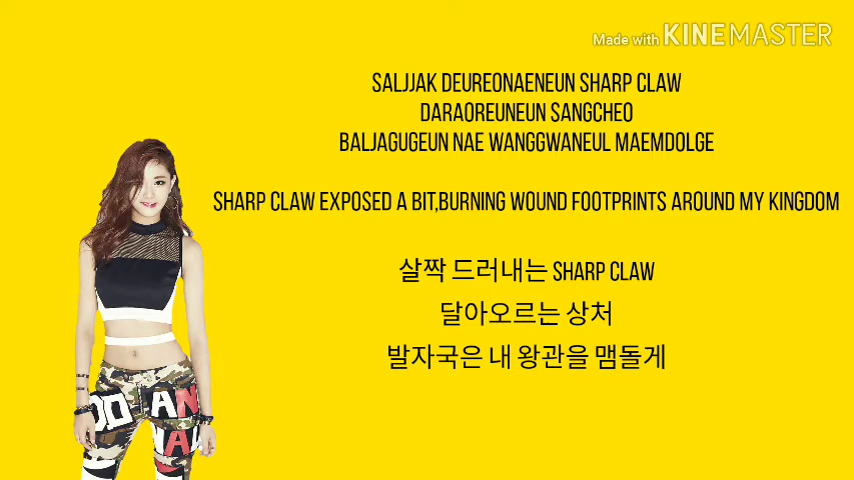 Made with KINEMASTER
SALJJAK DEUREONAENEUN SHARP CLAW
DARAOREUNEUN SANGCHEO
BALJAGUGEUN NAE WANGGWANEUL MAEMDOLGE
SHARP CLAW EXPOSED A BIT,BURNING WOUND FOOTPRINTS AROUND MY KINGDOM
살짝 드러내는 SHARP CLAW
달아오르는 상처
발자국은 내 왕관을 맴돌게